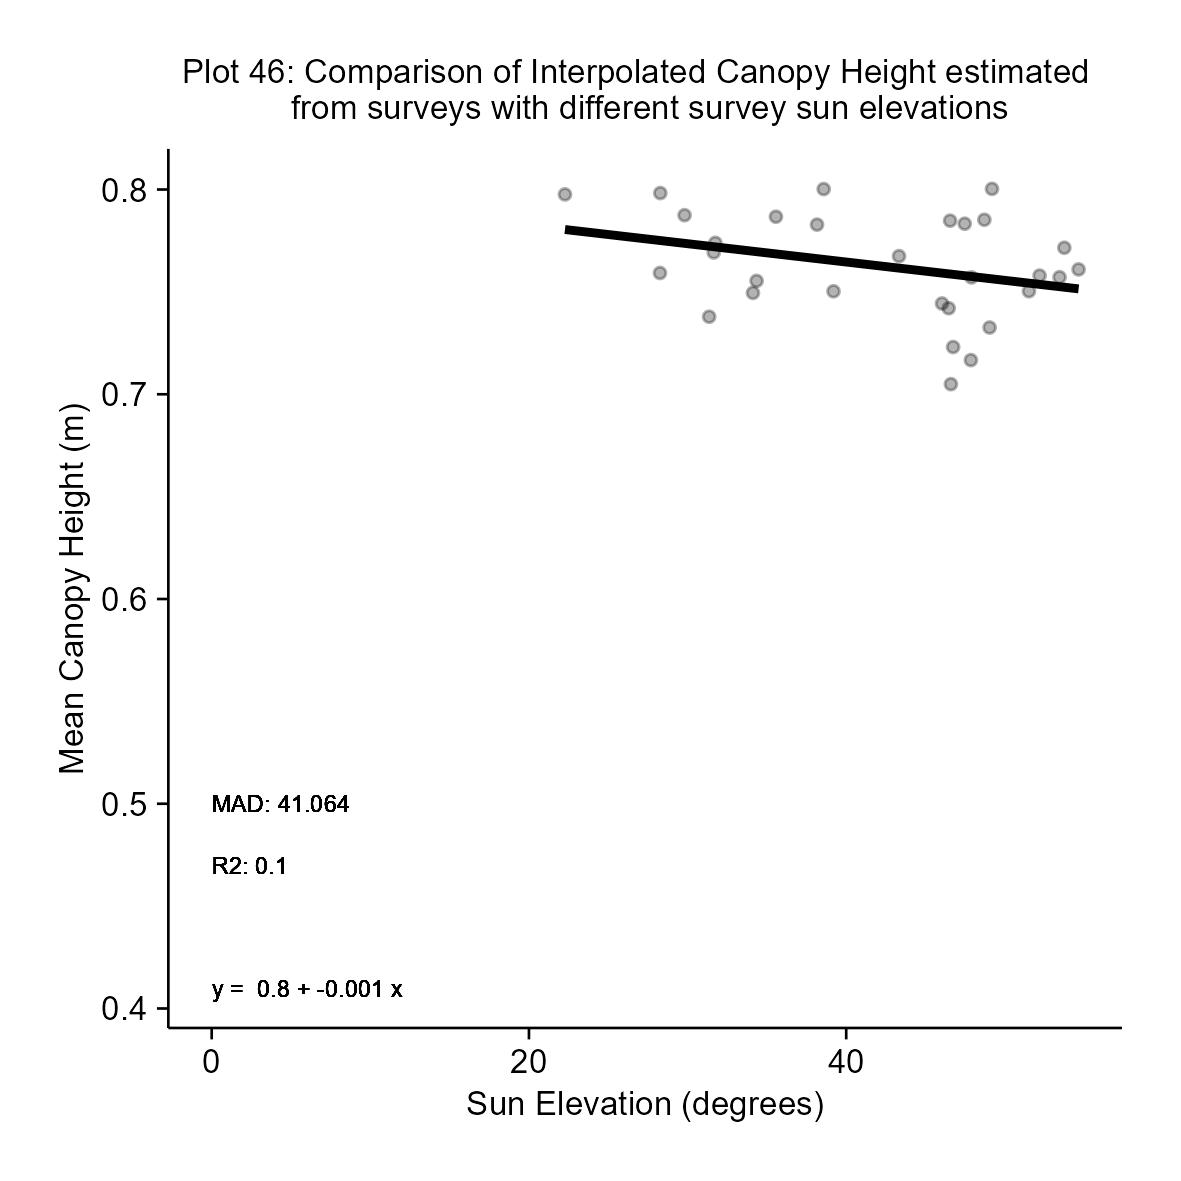 Plot 46: Comparison of Interpolated Canopy Height estimated
from surveys with different survey sun elevations
0.8
0.7
0.6
0.5
0.4
Mean Canopy Height (m)
MAD: 41.064
R2: 0.1
y =  0.8 + -0.001 x
0
20
40
Sun Elevation (degrees)